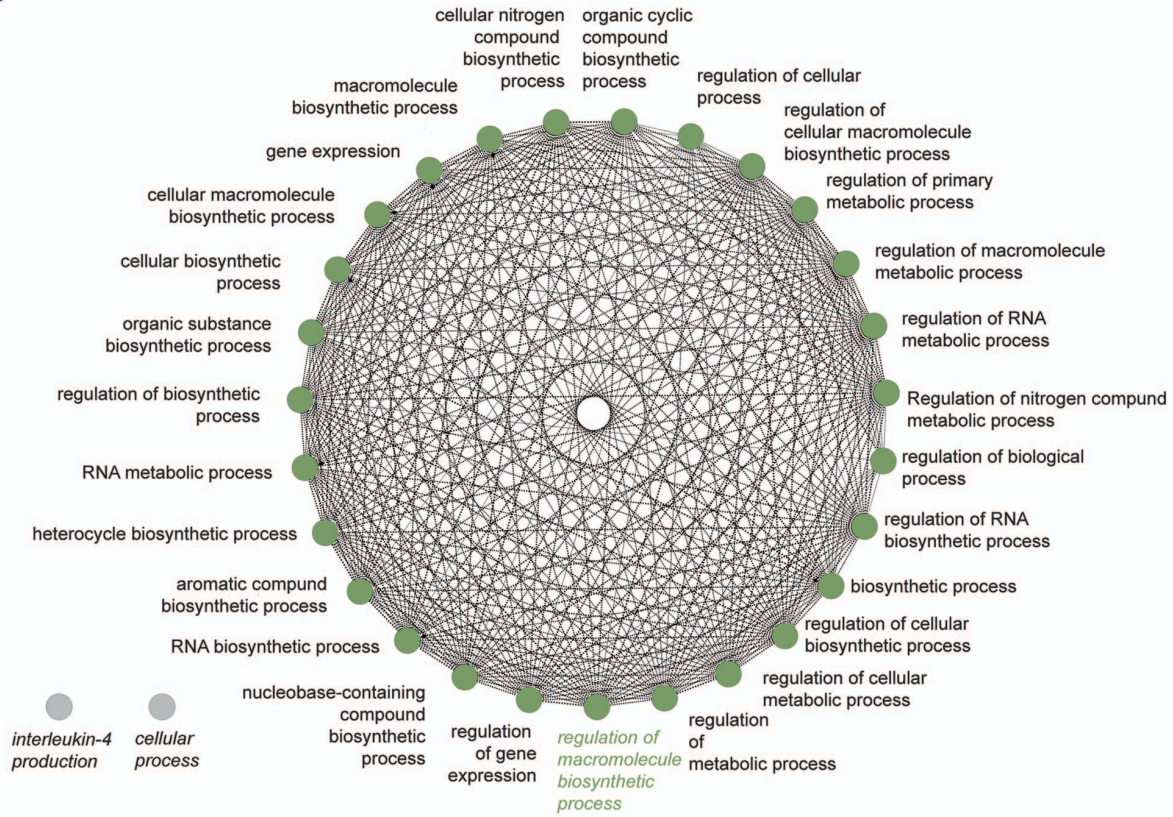 cellular nitrogen
compound
biosynthetic
process
organic cyclic
compound
biosynthetic
process
regulation of cellular
process
regulation of
cellular macromolecule
biosynthetic process
regulation of primary
metabolic process
regulation of macromolecule
metabolic process
regulation of RNA
metabolic process
Regulation of nitrogen compund
metabolic process
regulation of biological
process
regulation of RNA
biosynthetic process
biosynthetic process
regulation of cellular
biosynthetic process
regulation of cellular
metabolic process
regulation
of
metabolic process
regulation of
macromolecule
biosynthetic
process
regulation
of gene
expression
nucleobase-containing
compound
biosynthetic
process
RNA biosynthetic process
aromatic compund
biosynthetic process
heterocycle biosynthetic process
RNA metabolic process
regulation of biosynthetic
process
organic substance
biosynthetic process
cellular biosynthetic
process
cellular macromolecule
biosynthetic process
gene expression
macromolecule
biosynthetic process
interleukin-4
production
cellular
process